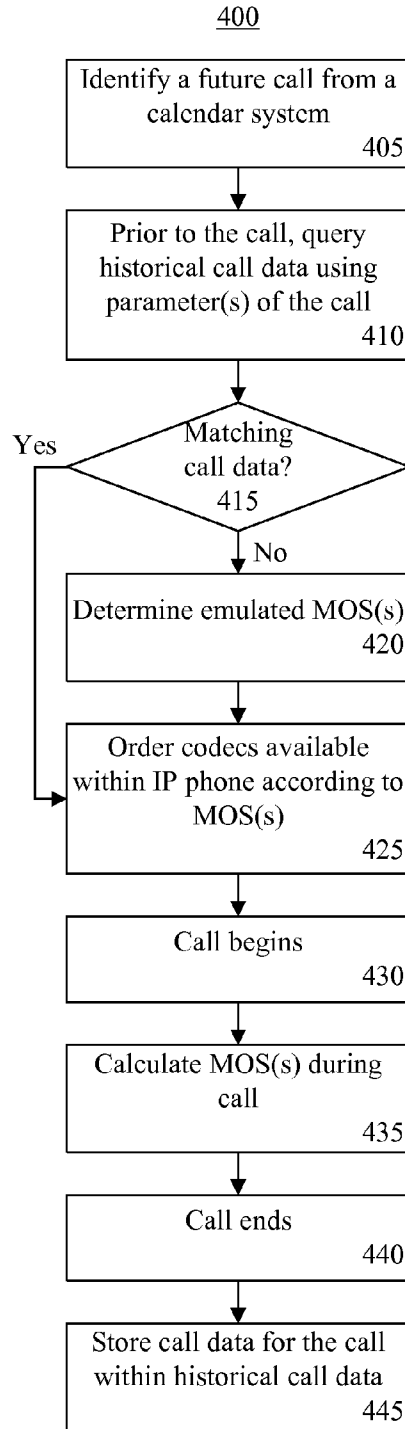 400
Identify a future call from a
calendar system
405
Prior to the call, query
historical call data using
parameter(s) of the call
410
Yes
Matching
call data?
415
No
Determine emulated MOS(s)
420
Order codecs available
within IP phone according to
MOS(s)
425
Call begins
430
Calculate MOS(s) during
call
435
Call ends
440
Store call data for the call
within historical call data
445